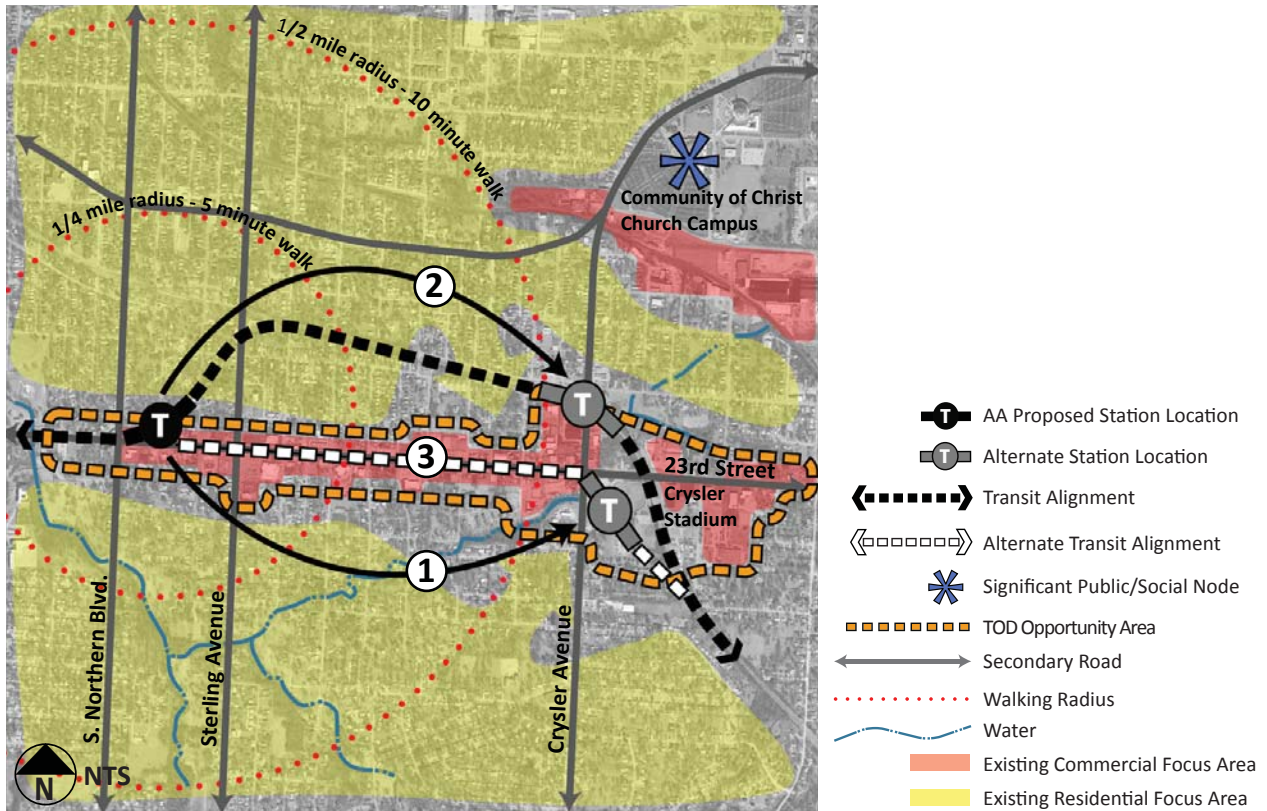 1/2 mile radius - 10 minute walk
Community of Christ
Church Campus
1/4 mile radius - 5 minute walk
2
T
T
3
23rd Street
Crysler
Stadium
T
1
S. Northern Blvd.
Sterling Avenue
Crysler Avenue
N
NTS
T AA Proposed Station Location
T Alternate Station Location
Transit Alignment
Alternate Transit Alignment
Significant Public/Social Node
TOD Opportunity Area
Secondary Road
Walking Radius
Water
Existing Commercial Focus Area
Existing Residential Focus Area